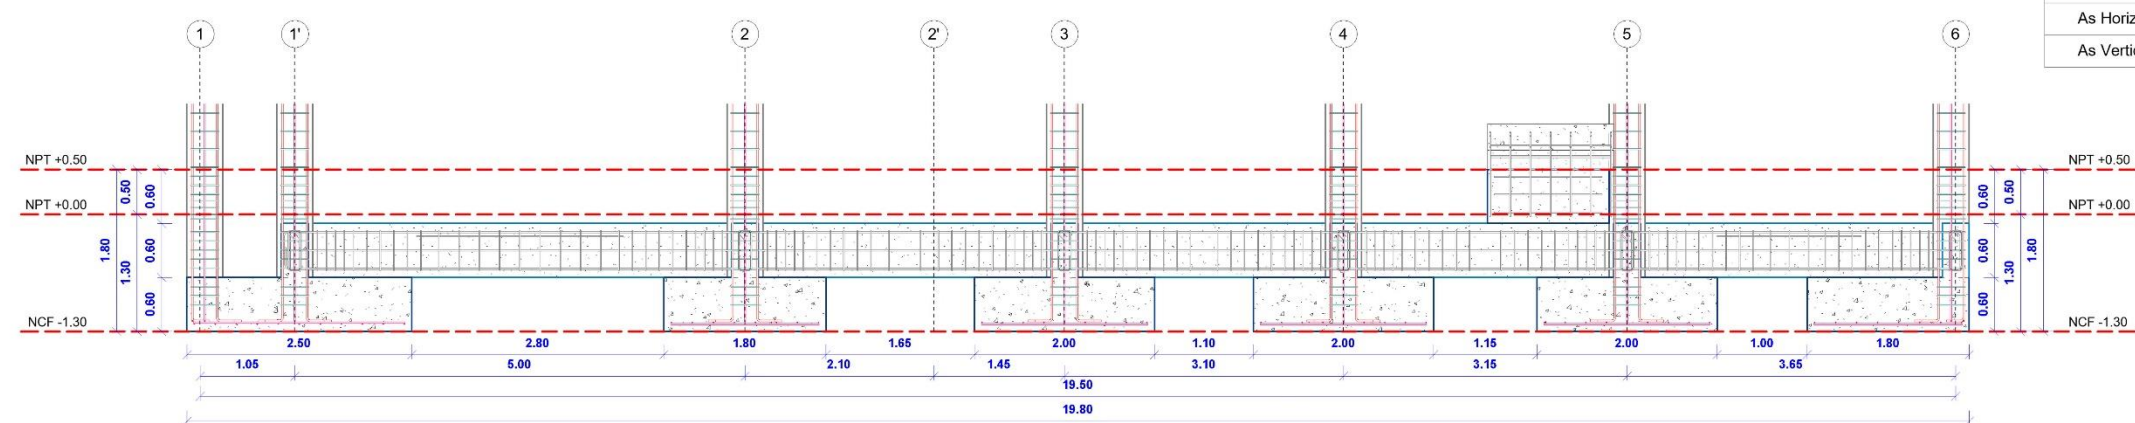 1 1' 2 2' 3 4 5 6
As Horiz
As Vertic
NPT +0.50 NPT +0.50
0.50 0.60 0.60 0.50
NPT +0.00 NPT +0.00
1.80 1.30 0.60 0.60 1.30 1.80
0.60 0.60
NCF -1.30 NCF -1.30
2.50 2.80 1.80 1.65 2.00 1.10 2.00 1.15 2.00 1.00 1.80
1.05 5.00 2.10 1.45 3.10 3.15 3.65
19.50
19.80